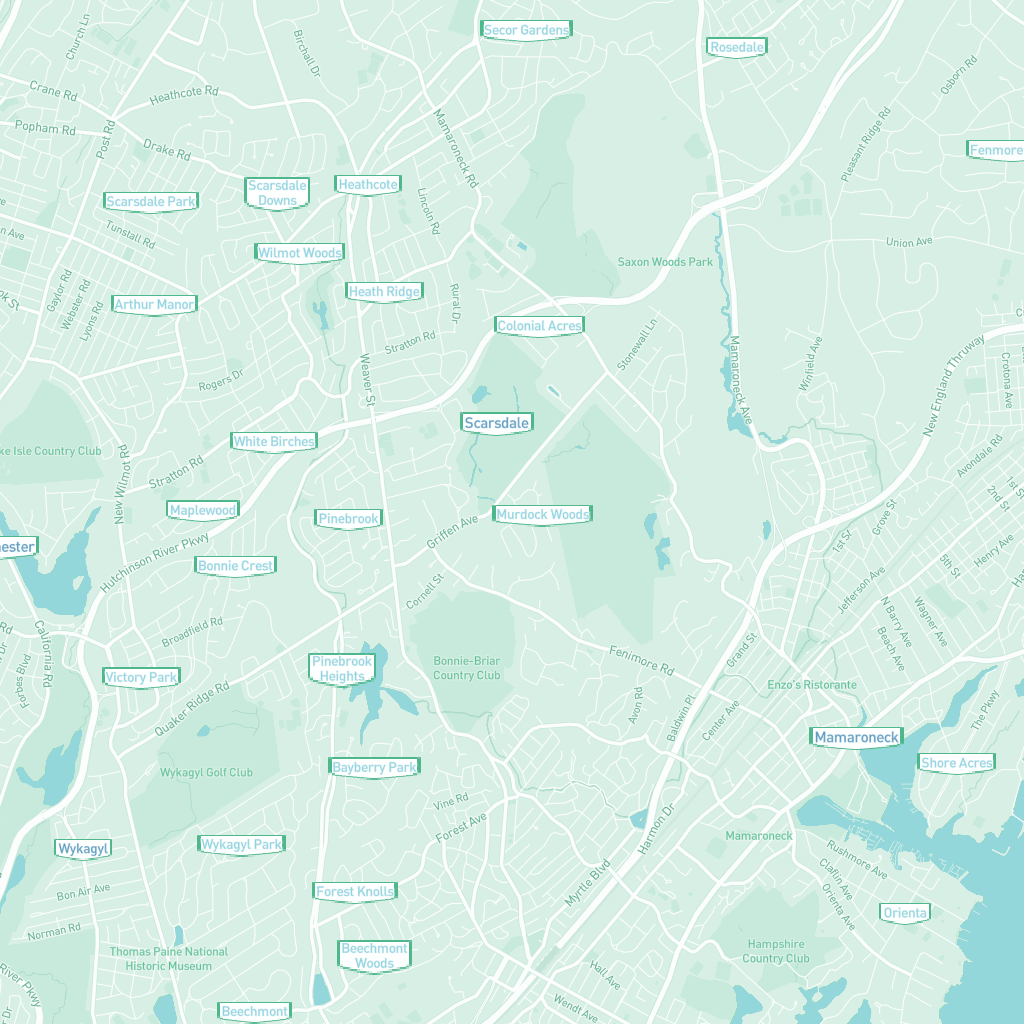 Church Ln
Secor Gardens
Rosedale
Birchall Dr
Osborn Rd
Crane Rd
Heathcote Rd
Popham Rd
Post Rd
Drake Rd
Mamaroneck Rd
Pleasant Ridge Rd
Fenmore
Scarsdale Park
Scarsdale
Downs
Heathcote
Lincoln Rd
Tunstall Rd
Wilmot Woods
Union Ave
Saxon Woods Park
Gaylor Rd
Webster Rd
Lyons Rd
Arthur Manor
Heath Ridge
Rural Dr
Colonial Acres
Stratton Rd
Stonewall Ln
Mamaroneck Ave
Winfield Ave
New England Thruway
Crotona Ave
Rogers Dr
Weaver St
Scarsdale
White Birches
Country Club
Stratton Rd
New Wilmot Rd
Avondale Rd
1st St
2nd St
Maplewood
Pinebrook
Murdock Woods
Griffen Ave
Grove St
1st St
Henry Ave
5th St
Hutchinson River Pkwy
Bonnie Crest
Cornell St
Jefferson Ave
N Barry Ave
Wagner Ave
Beach Ave
Broadfield Rd
California Rd
Forbes Blvd
Victory Park
Pinebrook
Heights
Bonnie-Briar
Country Club
Fenimore Rd
Grand St
Enzo's Ristorante
Quaker Ridge Rd
Avon Rd
Baldwin Pl
Center Ave
The Pkwy
Mamaroneck
Shore Acres
Wykagyl Golf Club
Bayberry Park
Vine Rd
Forest Ave
Harmon Dr
Mamaroneck
Wykagyl
Wykagyl Park
Rushmore Ave
Claflin Ave
Orienta Ave
Myrtle Blvd
Bon Air Ave
Forest Knolls
Orienta
Norman Rd
Thomas Paine National
Historic Museum
Beechmont
Woods
Hampshire
Country Club
River Pkwy
Hall Ave
Wendt Ave
Beechmont